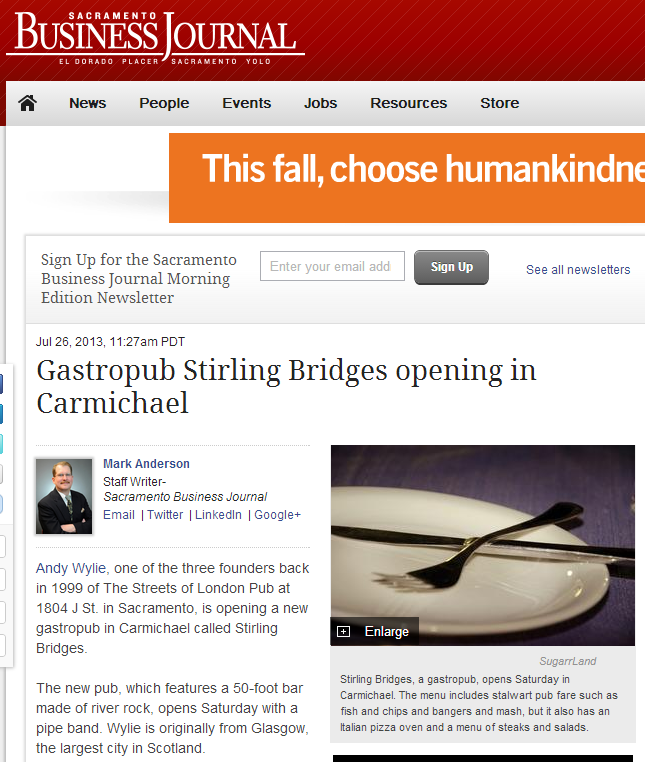 SACRAMENTO
BUSINESS JOURNAL
EL DORADO PLACER SACRAMENTO YOLO
News People Events Jobs Resources Store
This fall, choose humankindne
Sign Up for the Sacramento
Business Journal Morning
Edition Newsletter
Enter your email add
Sign Up
See all newsletters
Jul 26, 2013, 11:27am PDT
Gastropub Stirling Bridges opening in
Carmichael
Mark Anderson
Staff Writer-
Sacramento Business Journal
Email | Twitter | LinkedIn | Google+
Andy Wylie, one of the three founders back
in 1999 of The Streets of London Pub at
1804 J St. in Sacramento, is opening a new
gastropub in Carmichael called Stirling
Bridges.
The new pub, which features a 50-foot bar
made of river rock, opens Saturday with a
pipe band. Wylie is originally from Glasgow,
the largest city in Scotland.
Enlarge
SugarrLand
Stirling Bridges, a gastropub, opens Saturday in
Carmichael. The menu includes stalwart pub fare such as
fish and chips and bangers and mash, but it also has an
Italian pizza oven and a menu of steaks and salads.